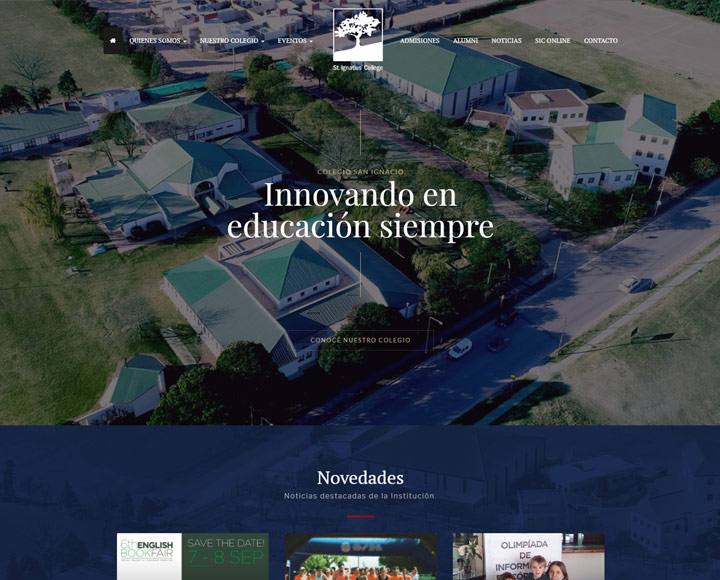 QUIENES SOMOS
NUESTRO COLEGIO
EVENTOS
St. Ignatius' College
ADMISIONES
ALUMNI
NOTICIAS
SIC ONLINE
CONTACTO
COLEGIO SAN IGNACIO
Innovando en
educación siempre
CONOCÉ NUESTRO COLEGIO
Novedades
Noticias destacadas de la Institución.
6th ENGLISH
BOOK FAIR
SAVE THE DATE!
7 - 8 SEP
OLIMPÍADA
DE